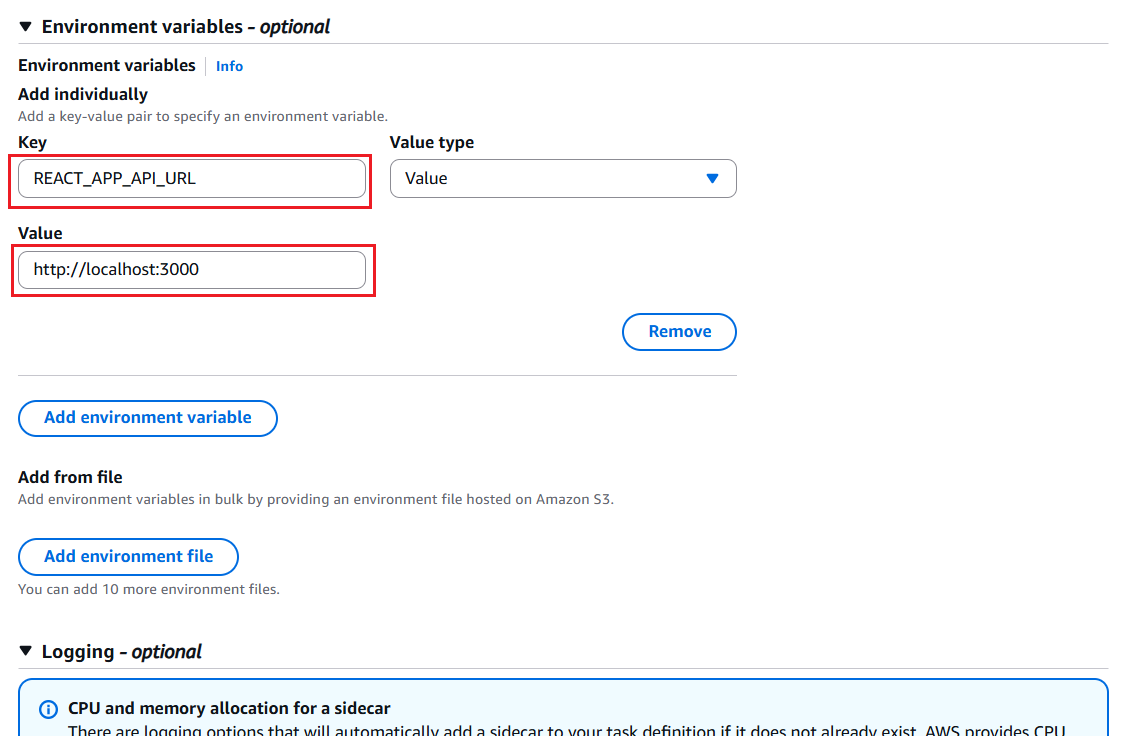 Environment variables - optional
Environment variables Info
Add individually
Add a key-value pair to specify an environment variable.
Key Value type
REACT_APP_API_URL Value
Value
http://localhost:3000
Remove
Add environment variable
Add from file
Add environment variables in bulk by providing an environment file hosted on Amazon S3.
Add environment file
You can add 10 more environment files.
Logging - optional
CPU and memory allocation for a sidecar
There are logging options that will automatically add a sidecar to your task definition if it does not already exist. AWS provides CPU